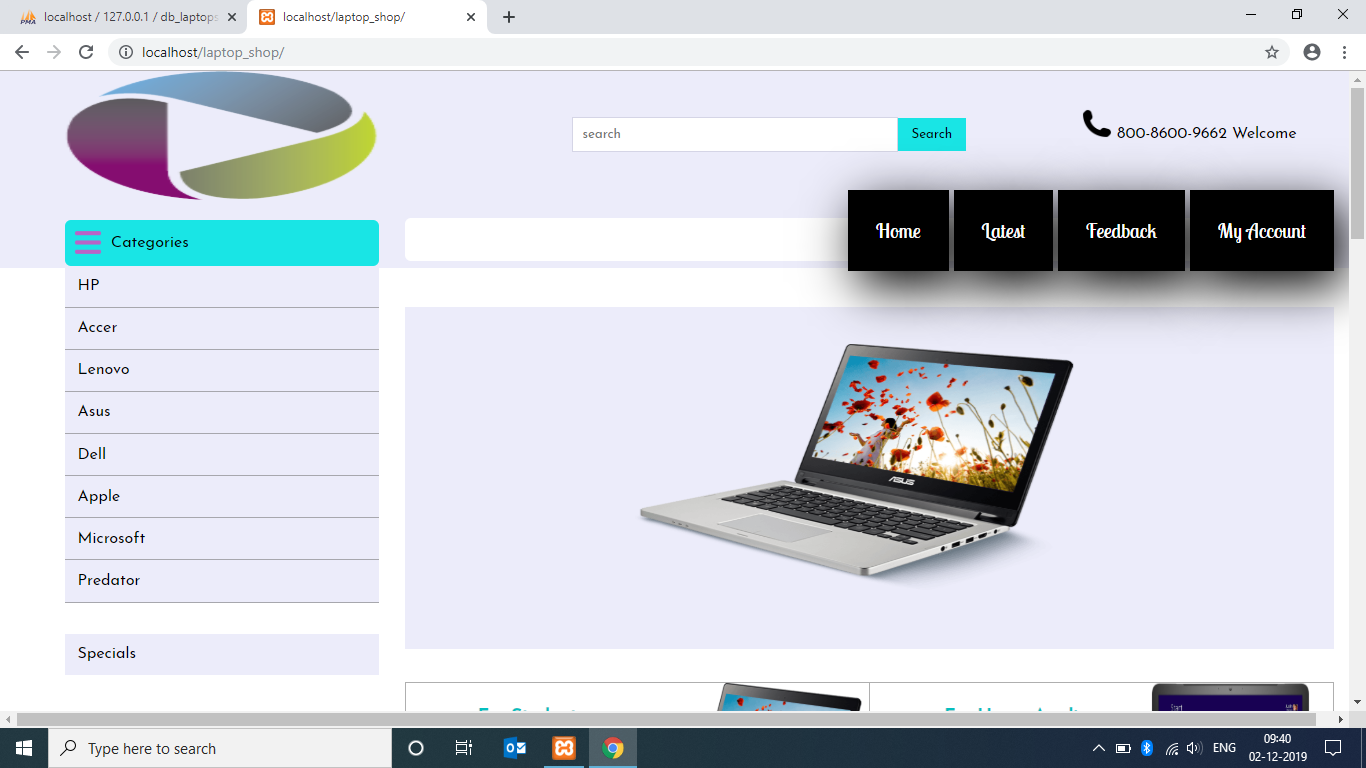 localhost / 127.0.0.1 / db_laptops
localhost/laptop_shop/
localhost/laptop_shop/
search
Search
800-8600-9662 Welcome
Home
Latest
Feedback
My Account
Categories
HP
Accer
Lenovo
Asus
Dell
Apple
Microsoft
Predator
Specials
ASUS
Start
Type here to search
ENG
09:40
02-12-2019